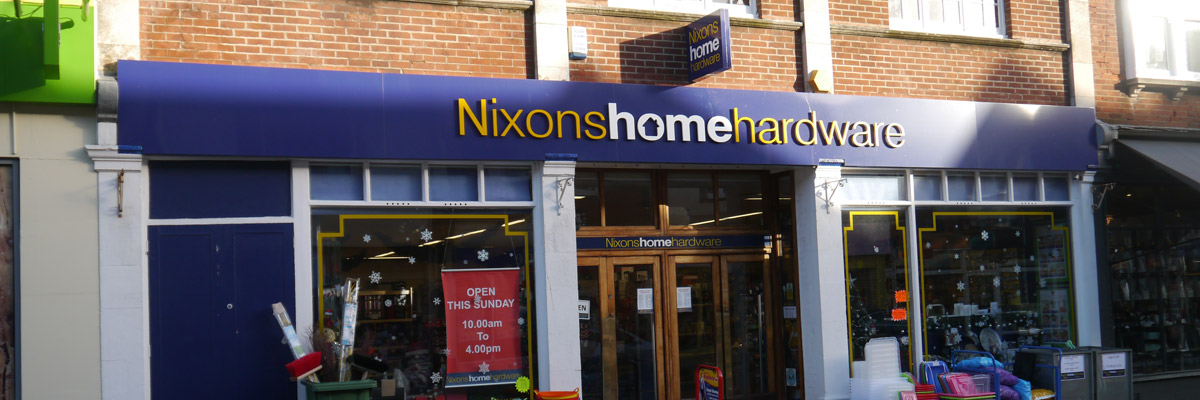 Nixons
home
hardware
Nixonshomehardware
Nixonshomehardware
OPEN
THIS SUNDAY
10.00am
To
4.00pm
Nixonshomehardware